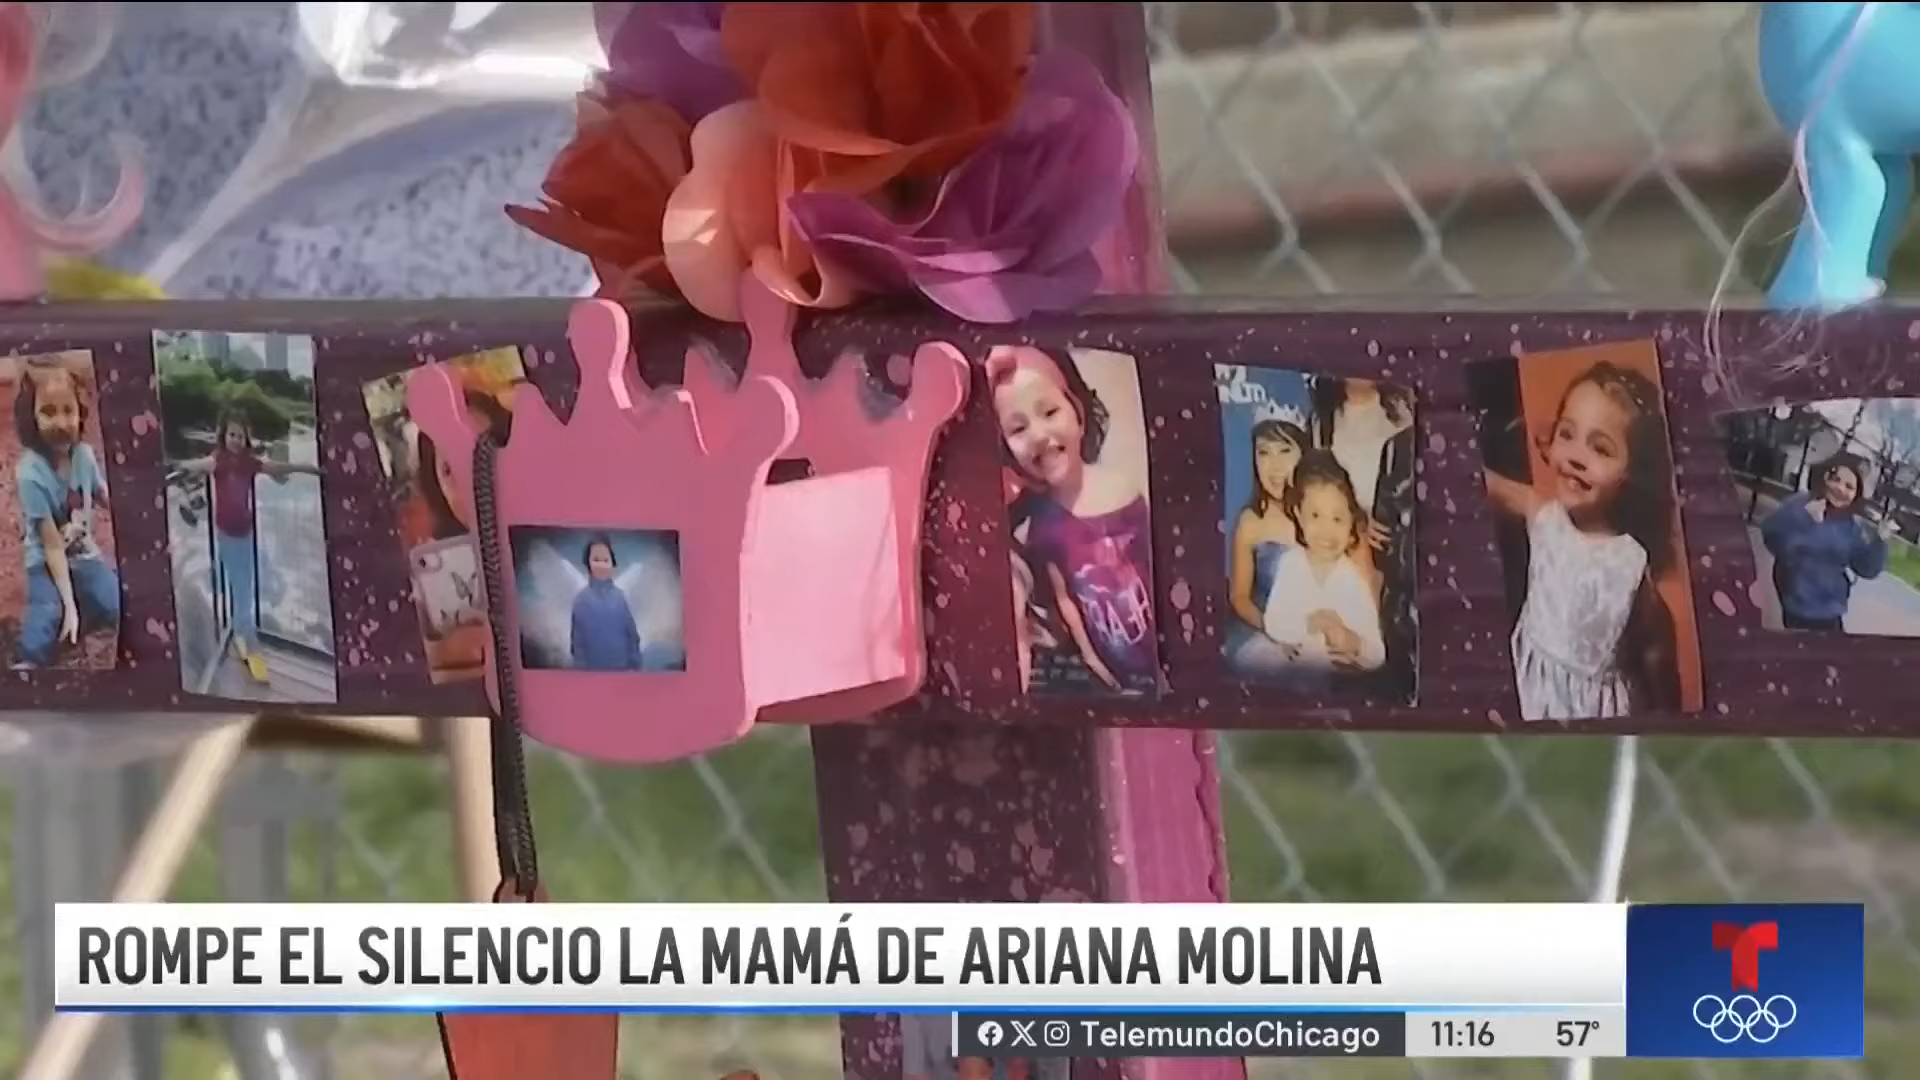 ROMPE EL SILENCIO LA MAMÁ DE ARIANA MOLINA
TelemundoChicago 11:16 57°